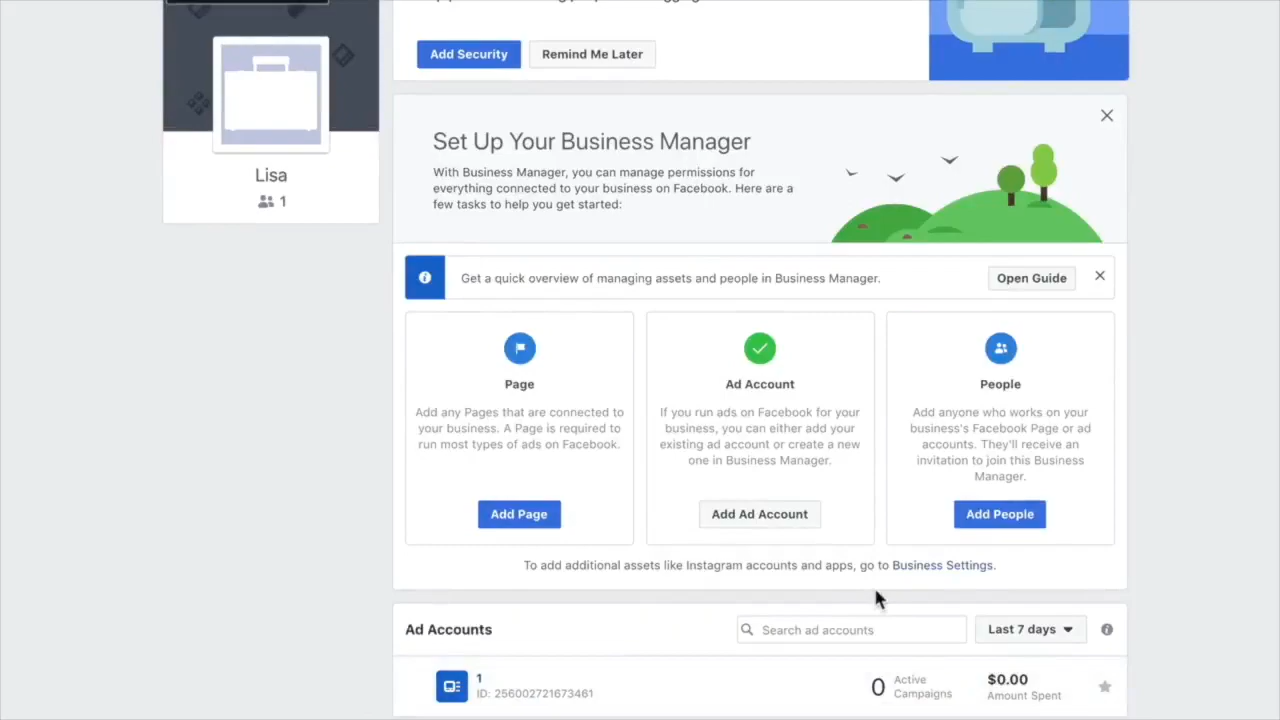 Add Security
Remind Me Later
Lisa
1
Set Up Your Business Manager
With Business Manager, you can manage permissions for
everything connected to your business on Facebook. Here are a
few tasks to help you get started:
Get a quick overview of managing assets and people in Business Manager.
Open Guide
Page
Add any Pages that are connected to
your business. A Page is required to
run most types of ads on Facebook.
Add Page
Ad Account
If you run ads on Facebook for your
business, you can either add your
existing ad account or create a new
one in Business Manager.
Add Ad Account
People
Add anyone who works on your
business's Facebook Page or ad
accounts. They'll receive an
invitation to join this Business
Manager.
Add People
To add additional assets like Instagram accounts and apps, go to Business Settings.
Ad Accounts
Search ad accounts
Last 7 days
1
ID: 256002721673461
0
Active
Campaigns
$0.00
Amount Spent